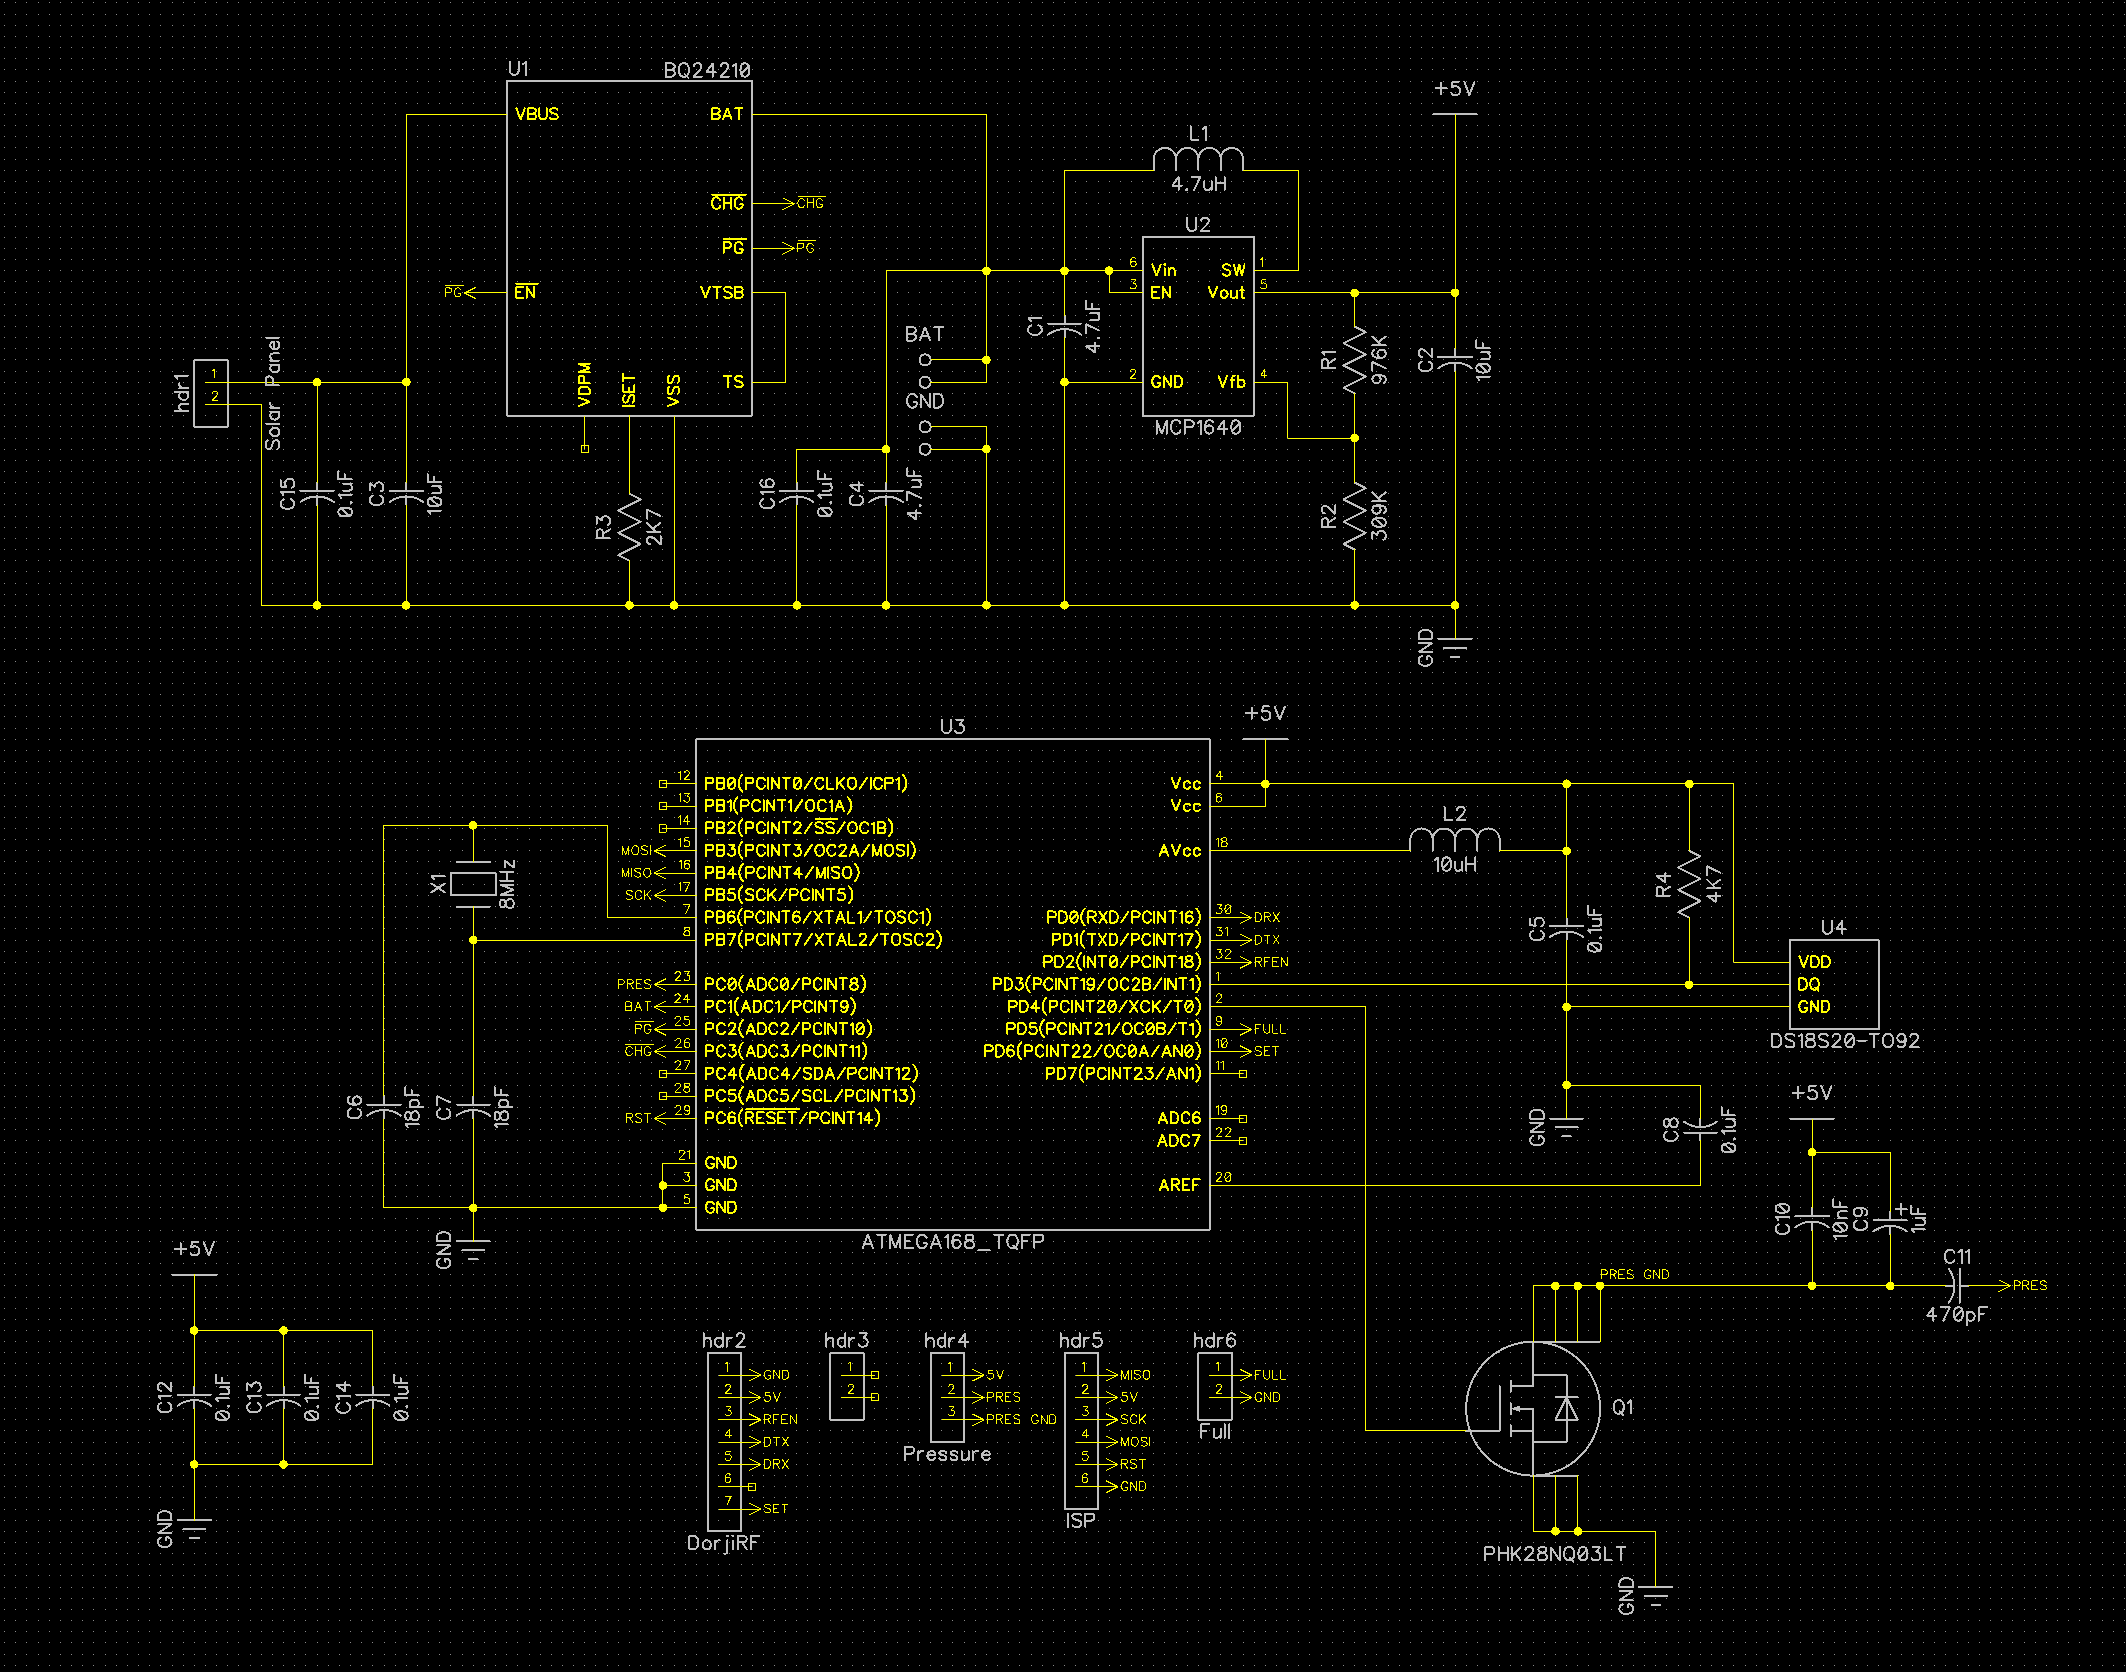 U1
BQ24210
VBUS
BAT
CHG
CHG
PG
PG
PG
EN
VTSB
TS
VDPM
ISET
VSS
hdr1
1
2
Solar Panel
C15
0.1uF
C3
10uF
R3
2K7
C16
0.1uF
C4
4.7uF
BAT
GND
C1
4.7uF
L1
4.7uH
U2
6
Vin
SW
1
3
EN
Vout
5
2
GND
Vfb
4
MCP1640
R1
976K
R2
309K
+5V
C2
10uF
GND
U3
+5V
12
PB0(PCINT0/CLKO/ICP1)
13
PB1(PCINT1/OC1A)
14
PB2(PCINT2/SS/OC1B)
MOSI
15
PB3(PCINT3/OC2A/MOSI)
MISO
16
PB4(PCINT4/MISO)
SCK
17
PB5(SCK/PCINT5)
7
PB6(PCINT6/XTAL1/TOSC1)
8
PB7(PCINT7/XTAL2/TOSC2)
PRES
23
PC0(ADC0/PCINT8)
BAT
24
PC1(ADC1/PCINT9)
PG
25
PC2(ADC2/PCINT10)
CHG
26
PC3(ADC3/PCINT11)
27
PC4(ADC4/SDA/PCINT12)
28
PC5(ADC5/SCL/PCINT13)
RST
29
PC6(RESET/PCINT14)
21
GND
3
GND
5
GND
Vcc
4
Vcc
6
AVcc
18
PD0(RXD/PCINT16)
30
DRX
PD1(TXD/PCINT17)
31
DTX
PD2(INT0/PCINT18)
32
RFEN
PD3(PCINT19/OC2B/INT1)
1
PD4(PCINT20/XCK/T0)
2
PD5(PCINT21/OC0B/T1)
9
FULL
PD6(PCINT22/OC0A/AN0)
10
SET
PD7(PCINT23/AN1)
11
ADC6
19
ADC7
22
AREF
20
ATMEGA168_TQFP
X1
8MHz
C6
18pF
C7
18pF
GND
L2
10uH
C5
0.1uF
R4
4K7
U4
VDD
DQ
GND
DS18S20-TO92
GND
C8
0.1uF
+5V
C10
10nF
C9
+
1uF
C11
470pF
PRES
PRES GND
Q1
PHK28NQ03LT
GND
+5V
C12
0.1uF
C13
0.1uF
C14
0.1uF
GND
hdr2
1
GND
2
5V
3
RFEN
4
DTX
5
DRX
6
7
SET
DorjiRF
hdr3
1
2
hdr4
1
5V
2
PRES
3
PRES GND
Pressure
hdr5
1
MISO
2
5V
3
SCK
4
MOSI
5
RST
6
GND
ISP
hdr6
1
FULL
2
GND
Full